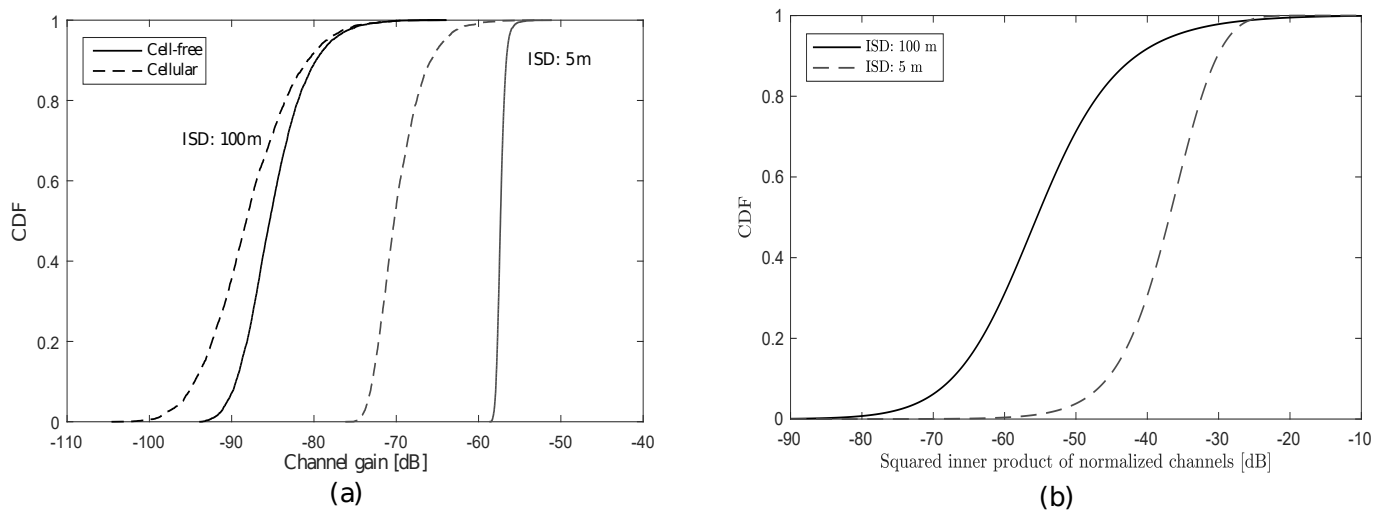 1
0.8
0.6
0.4
0.2
0
CDF
Cell-free
Cellular
ISD: 100m
ISD: 5m
-110 -100 -90 -80 -70 -60 -50 -40
Channel gain [dB]
(a)
1
0.8
0.6
0.4
0.2
0
CDF
ISD: 100 m
ISD: 5 m
-90 -80 -70 -60 -50 -40 -30 -20 -10
Squared inner product of normalized channels [dB]
(b)